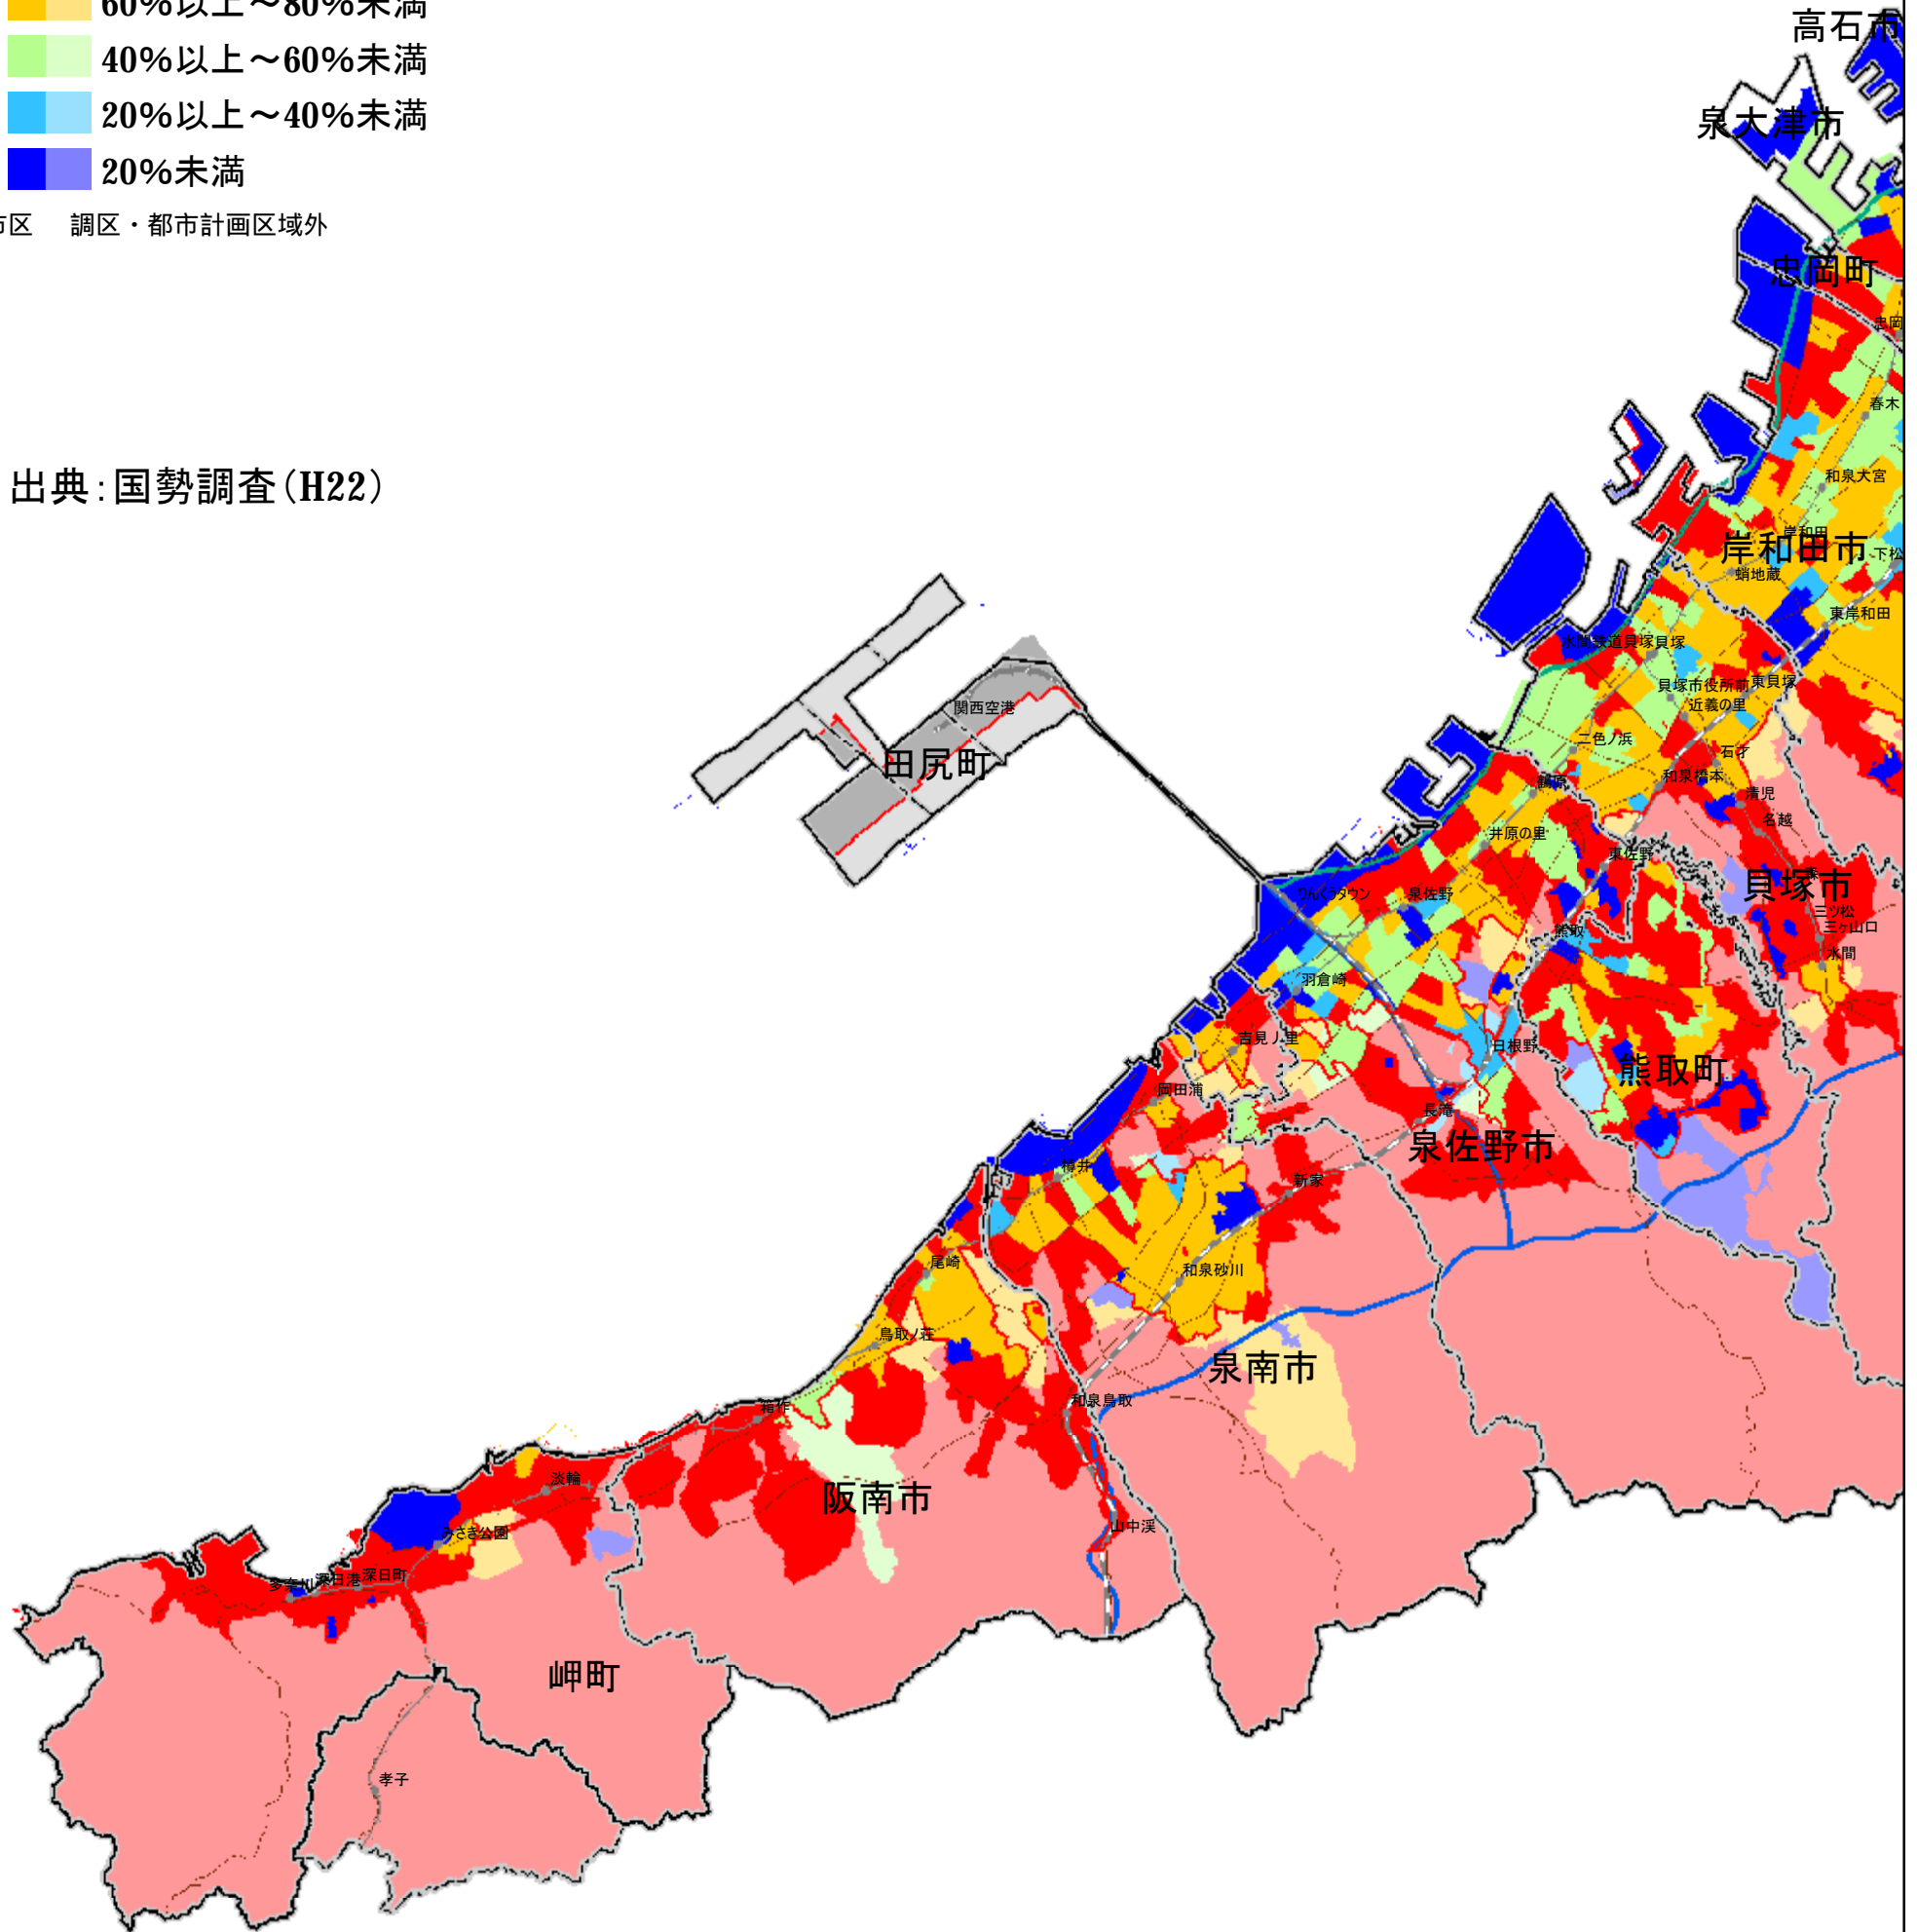 60%以上～80%未満
40%以上～60%未満
20%以上～40%未満
20%未満
市区 調区・都市計画区域外
出典:国勢調査(H22)
高石市
泉大津市
忠岡町
忠岡
春木
和泉大宮
岸和田
岸和田市
下松
蛸地蔵
東岸和田
水間鉄道貝塚
貝塚
貝塚市役所前
東貝塚
近義の里
二色ノ浜
石才
和泉橋本
鶴原
清児
名越
井原の里
東佐野
森
貝塚市
りんくうタウン
泉佐野
三ツ松
三ヶ山口
熊取
水間
羽倉崎
関西空港
田尻町
吉見ノ里
日根野
熊取町
岡田浦
長滝
泉佐野市
樽井
新家
尾崎
和泉砂川
鳥取ノ荘
泉南市
和泉鳥取
箱作
淡輪
阪南市
みさき公園
山中渓
多奈川
深日港
深日町
岬町
孝子